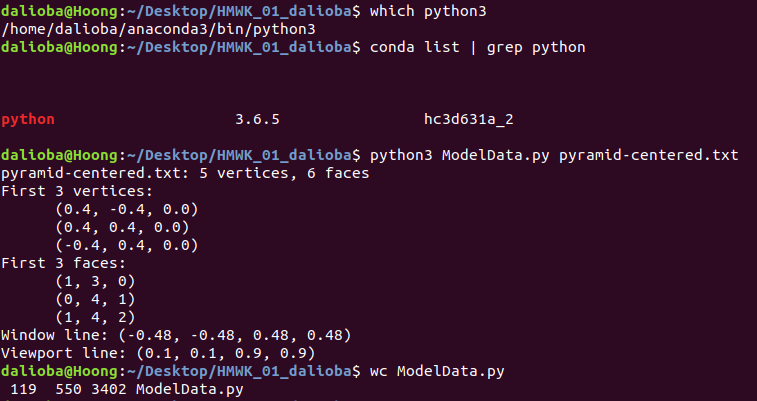 dalioba@Hoong:~/Desktop/HMWK_01_dalioba$ which python3
/home/dalioba/anaconda3/bin/python3
dalioba@Hoong:~/Desktop/HMWK_01_dalioba$ conda list | grep python
python                    3.6.5                hc3d631a_2
dalioba@Hoong:~/Desktop/HMWK_01_dalioba$ python3 ModelData.py pyramid-centered.txt
pyramid-centered.txt: 5 vertices, 6 faces
First 3 vertices:
      (0.4, -0.4, 0.0)
      (0.4, 0.4, 0.0)
      (-0.4, 0.4, 0.0)
First 3 faces:
      (1, 3, 0)
      (0, 4, 1)
      (1, 4, 2)
Window line: (-0.48, -0.48, 0.48, 0.48)
Viewport line: (0.1, 0.1, 0.9, 0.9)
dalioba@Hoong:~/Desktop/HMWK_01_dalioba$ wc ModelData.py
 119  550 3402 ModelData.py